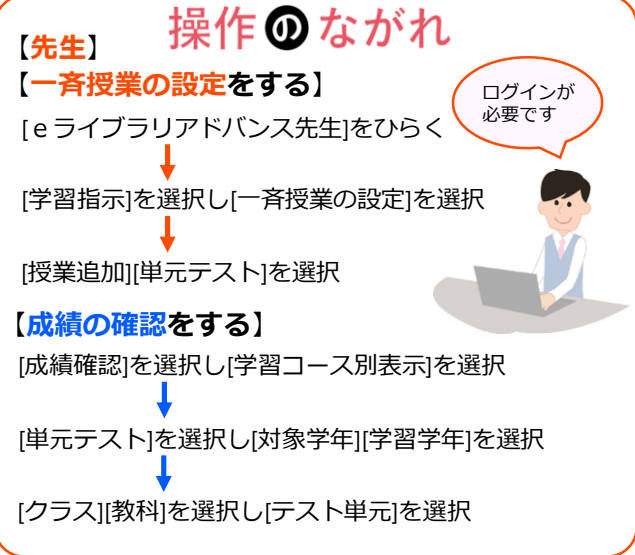 操作のながれ
【先生】
【一斉授業の設定をする】
ログインが
必要です
[ｅライブラリアドバンス先生]をひらく
[学習指示]を選択し[一斉授業の設定]を選択
[授業追加][単元テスト]を選択
【成績の確認をする】
[成績確認]を選択し[学習コース別表示]を選択
[単元テスト]を選択し[対象学年][学習学年]を選択
[クラス][教科]を選択し[テスト単元]を選択